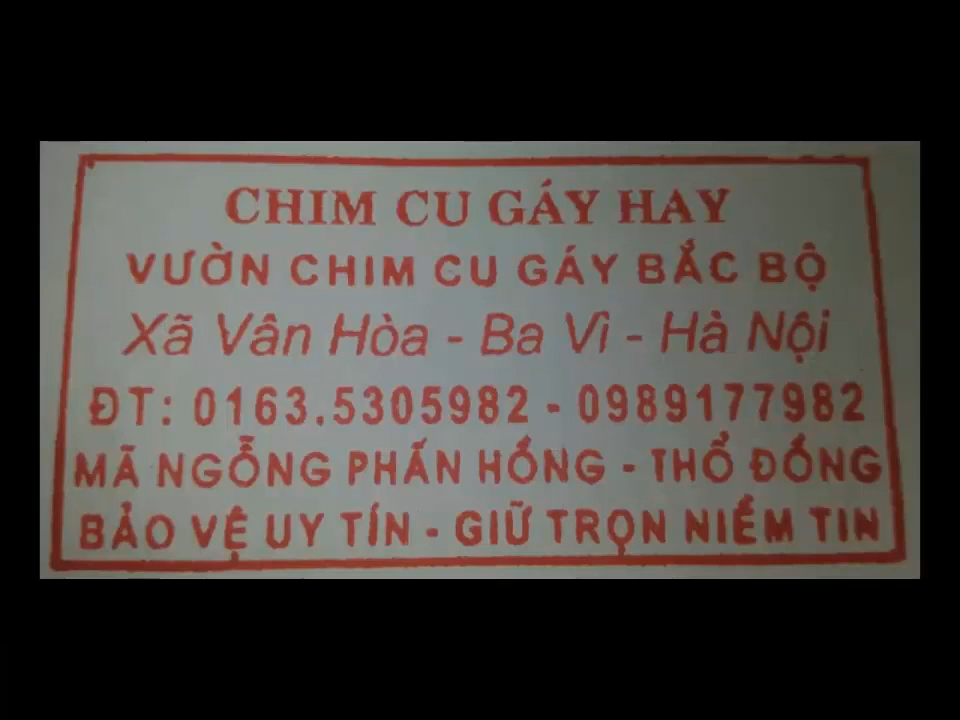 CHIM CU GÁY HAY
VƯỜN CHIM CU GÁY BẮC BỘ
Xã Vân Hòa - Ba Vì - Hà Nội
ĐT: 0163.5305982 - 0989177982
MÃ NGỖNG PHẤN HỒNG - THỔ ĐỒNG
BẢO VỆ UY TÍN - GIỮ TRỌN NIỀM TIN